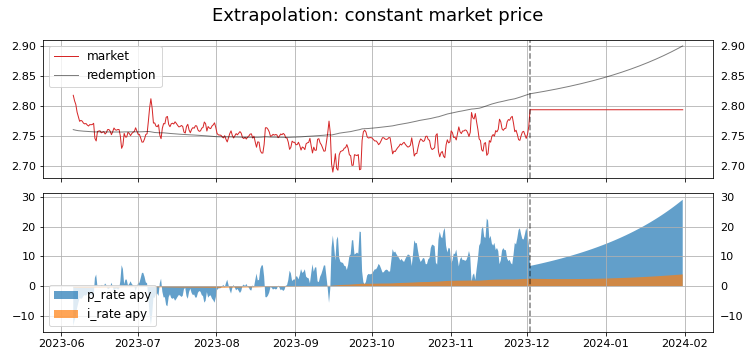 Extrapolation: constant market price
2.90 2.90
market
redemption
2.85 2.85
2.80 2.80
2.75 2.75
2.70 2.70
30 30
20 20
10 10
0 0
p_rate apy
i_rate apy
−10 −10
2023-06 2023-07 2023-08 2023-09 2023-10 2023-11 2023-12 2024-01 2024-02